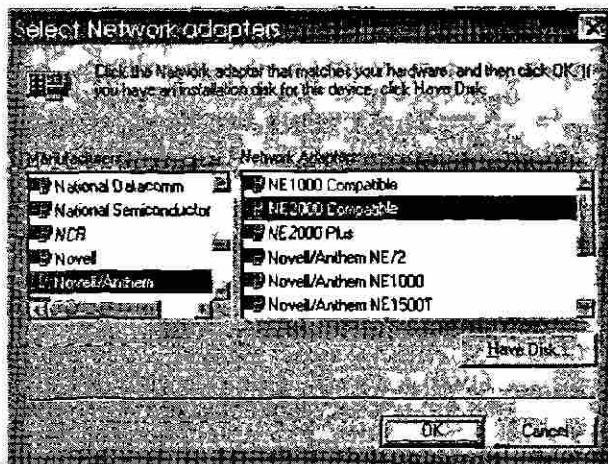 Select Network adapters
Click the Network adapter that matches your hardware, and then click OK. If
you have an installation disk for this device, click Have Disk.
Manufacturers:
Network Adapters:
National Datacomm
National Semiconductor
NCR
Novell
Novell/Anthem
NE1000 Compatible
NE2000 Compatible
NE2000 Plus
Novell/Anthem NE/2
Novell/Anthem NE1000
Novell/Anthem NE1500T
Have Disk...
OK
Cancel